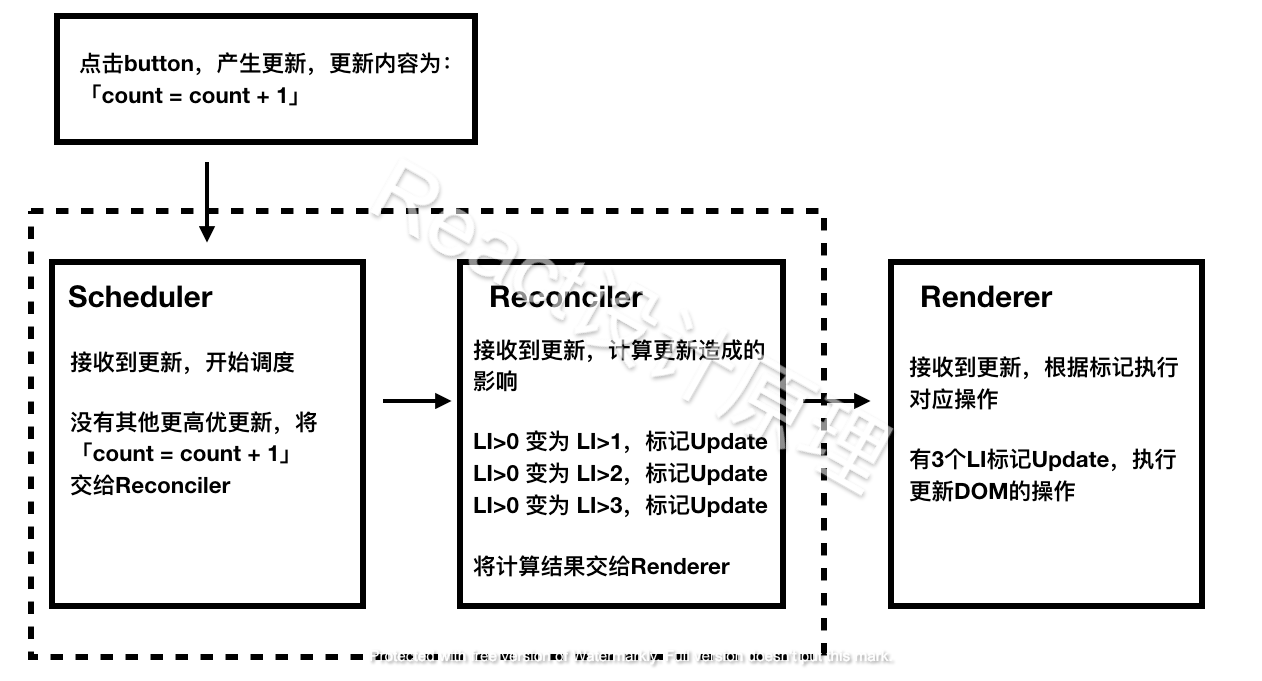 点击button，产生更新，更新内容为：
「count = count + 1」
Scheduler
接收到更新，开始调度
没有其他更高优更新，将
「count = count + 1」
交给Reconciler
Reconciler
接收到更新，计算更新造成的
影响
LI>0 变为 LI>1，标记Update
LI>0 变为 LI>2，标记Update
LI>0 变为 LI>3，标记Update
将计算结果交给Renderer
Renderer
接收到更新，根据标记执行
对应操作
有3个LI标记Update，执行
更新DOM的操作
React设计原理
Protected with free version of Watermarkly. Full version doesn't put this mark.